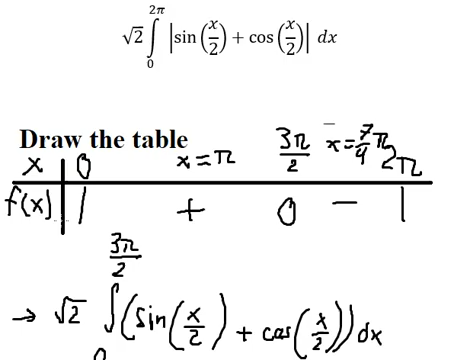 √2 ∫₀^{2π} |sin(x/2) + cos(x/2)| dx
Draw the table
x 0 x = π 3π/2 x = 7/4 π 2π
f(x) 1 + 0 − 1
→ √2 ∫₀^{3π/2} (sin(x/2) + cos(x/2)) dx